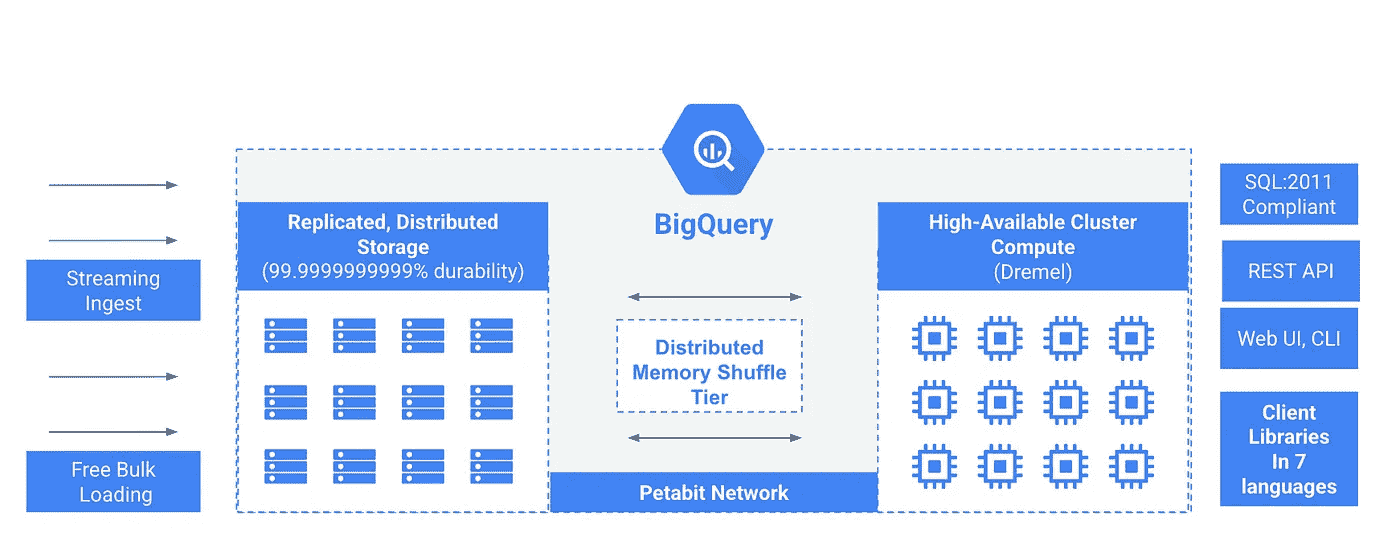 Streaming
Ingest
Free Bulk
Loading
Replicated, Distributed
Storage
(99.9999999999% durability)
BigQuery
Distributed
Memory Shuffle
Tier
Petabit Network
High-Available Cluster
Compute
(Dremel)
SQL:2011
Compliant
REST API
Web UI, CLI
Client
Libraries
In 7
languages